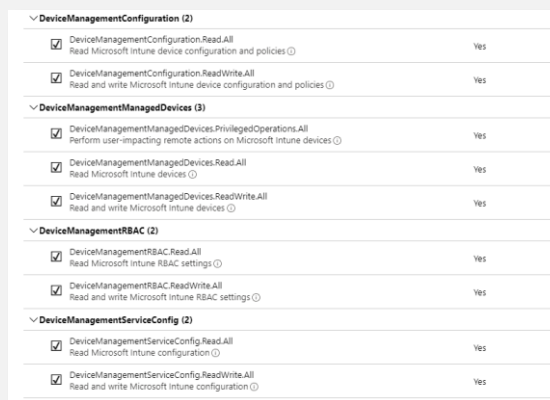 DeviceManagementConfiguration (2)
DeviceManagementConfiguration.Read.All
Read Microsoft Intune device configuration and policies
Yes
DeviceManagementConfiguration.ReadWrite.All
Read and write Microsoft Intune device configuration and policies
Yes
DeviceManagementManagedDevices (3)
DeviceManagementManagedDevices.PrivilegedOperations.All
Perform user-impacting remote actions on Microsoft Intune devices
Yes
DeviceManagementManagedDevices.Read.All
Read Microsoft Intune devices
Yes
DeviceManagementManagedDevices.ReadWrite.All
Read and write Microsoft Intune devices
Yes
DeviceManagementRBAC (2)
DeviceManagementRBAC.Read.All
Read Microsoft Intune RBAC settings
Yes
DeviceManagementRBAC.ReadWrite.All
Read and write Microsoft Intune RBAC settings
Yes
DeviceManagementServiceConfig (2)
DeviceManagementServiceConfig.Read.All
Read Microsoft Intune configuration
Yes
DeviceManagementServiceConfig.ReadWrite.All
Read and write Microsoft Intune configuration
Yes